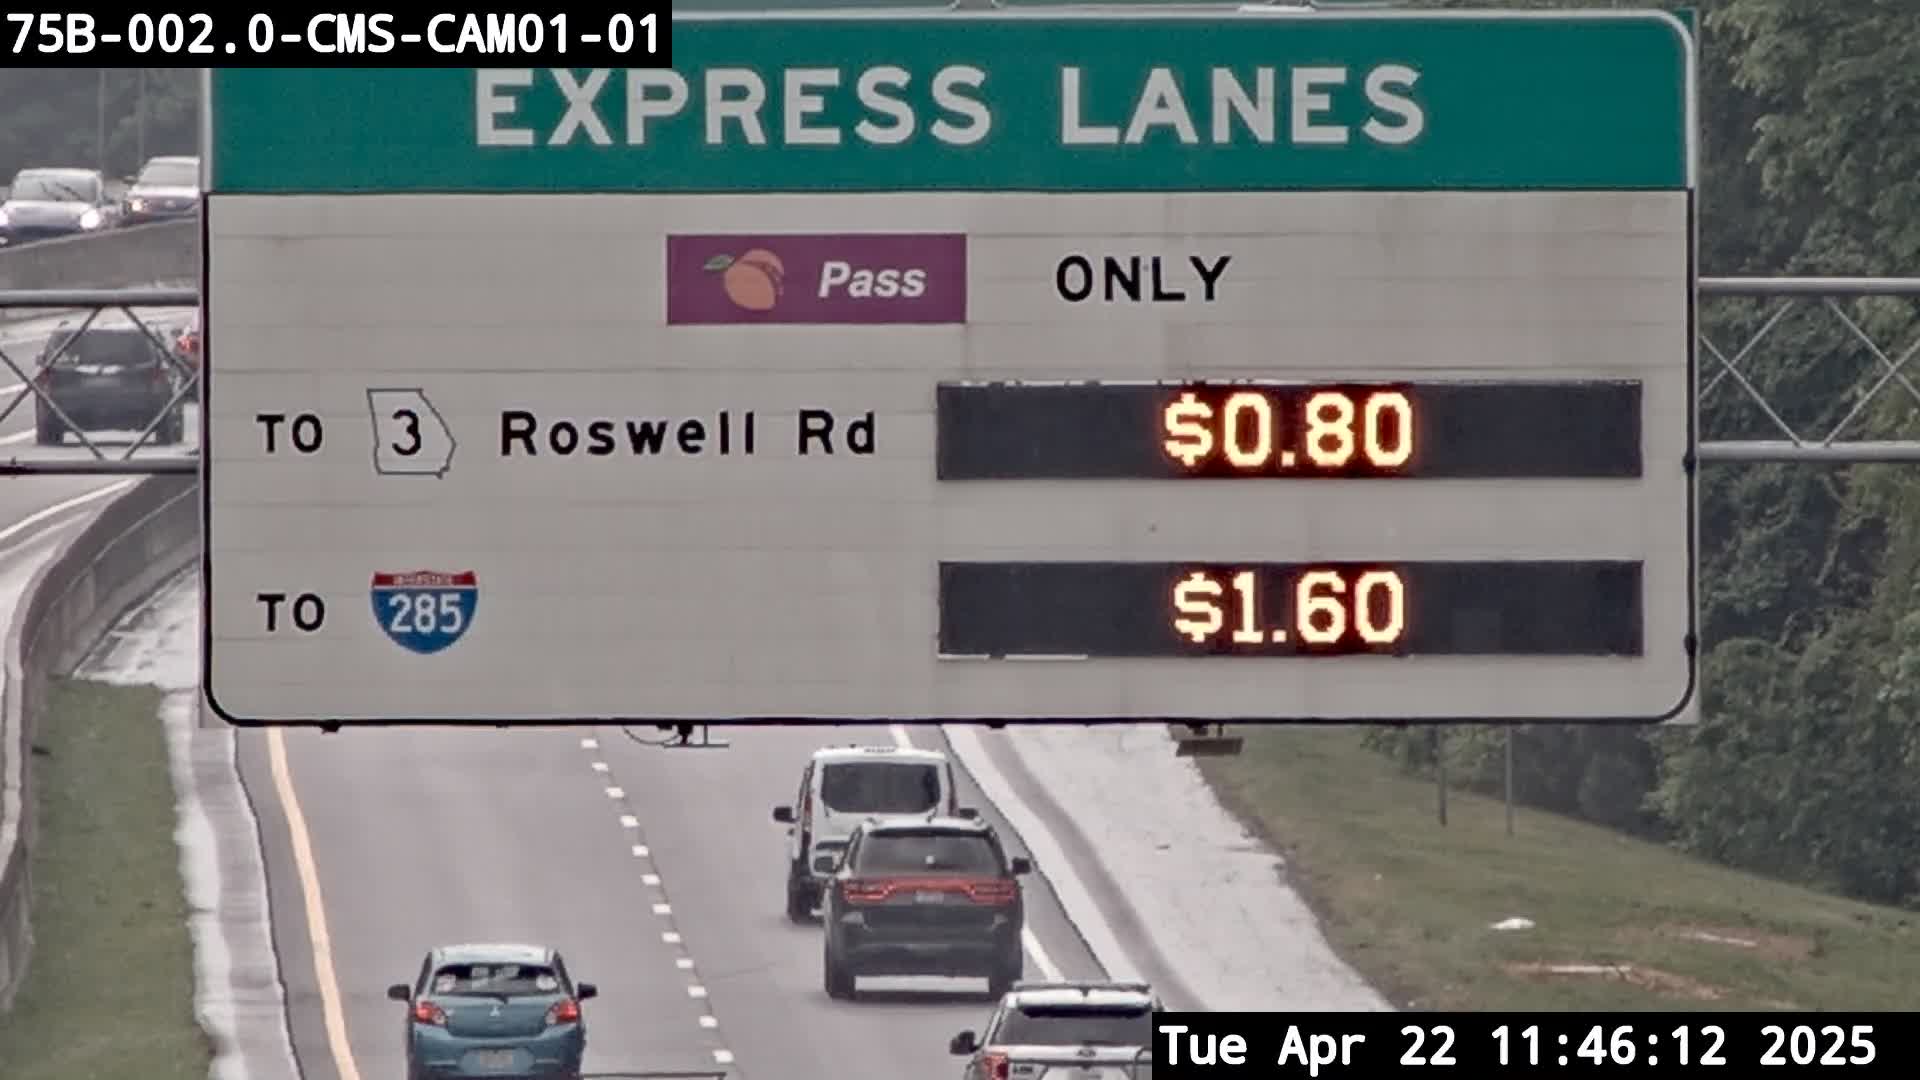 75B-002.0-CMS-CAM01-01
EXPRESS LANES
Pass ONLY
TO 3 Roswell Rd $0.80
TO INTERSTATE 285 $1.60
Tue Apr 22 11:46:12 2025